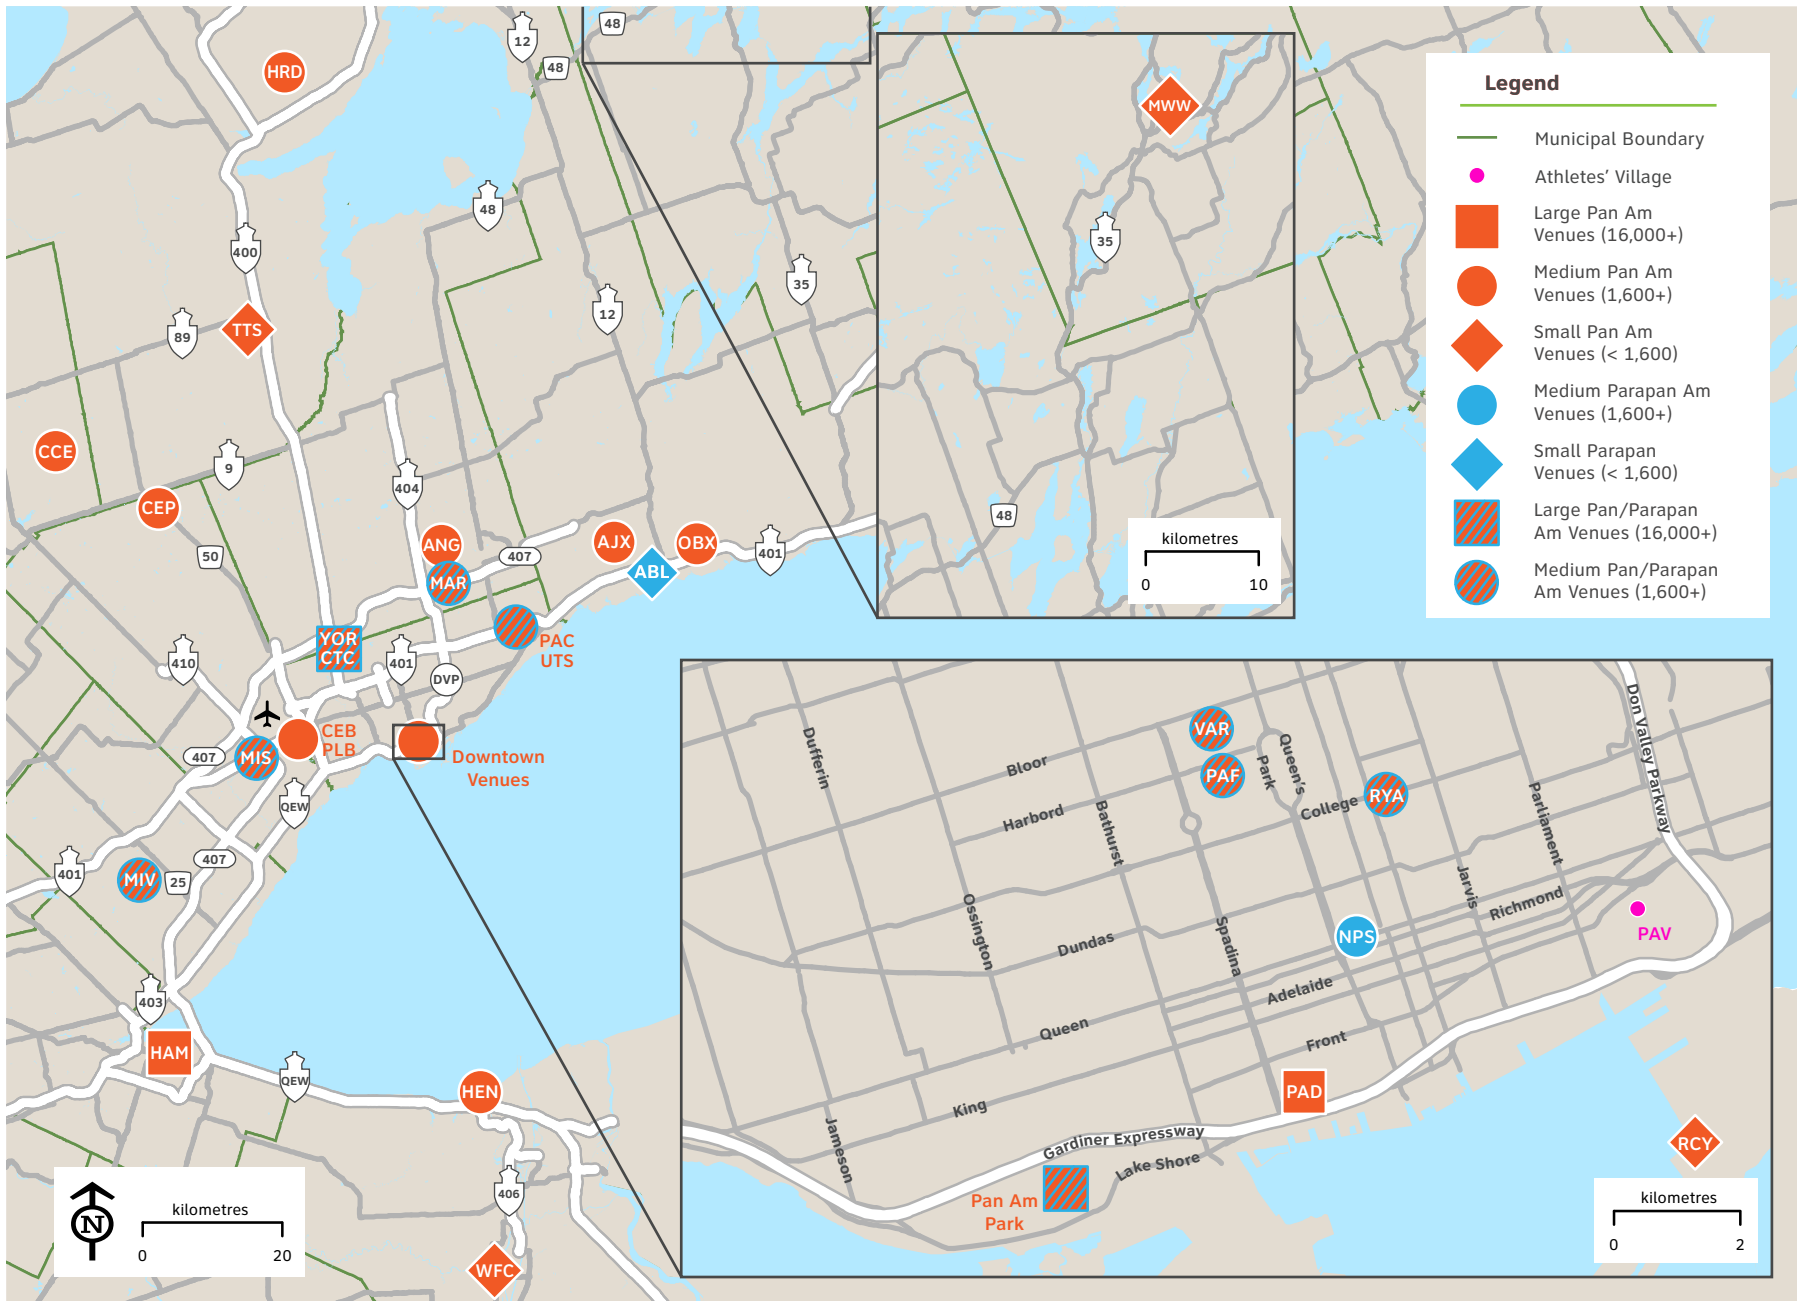 48
12
48
HRD
48
400
12
35
89
TTS
CCE
9
CEP
404
50
ANG
407
AJX
OBX
401
MAR
ABL
YOR
CTC
PAC
UTS
410
401
DVP
CEB
PLB
MIS
407
Downtown
Venues
QEW
407
401
MIV
25
403
HAM
QEW
HEN
406
WFC
N
kilometres
0 20
MWW
35
48
kilometres
0 10
Legend
Municipal Boundary
Athletes’ Village
Large Pan Am
Venues (16,000+)
Medium Pan Am
Venues (1,600+)
Small Pan Am
Venues (< 1,600)
Medium Parapan Am
Venues (1,600+)
Small Parapan
Venues (< 1,600)
Large Pan/Parapan
Am Venues (16,000+)
Medium Pan/Parapan
Am Venues (1,600+)
Don Valley Parkway
VAR
Dufferin
Queen’s
Park
Bloor
PAF
RYA
College
Harbord
Bathurst
Parliament
Jarvis
Richmond
Ossington
Spadina
NPS
PAV
Dundas
Adelaide
Queen
Front
PAD
King
Jameson
Gardiner Expressway
Lake Shore
RCY
Pan Am
Park
kilometres
0 2